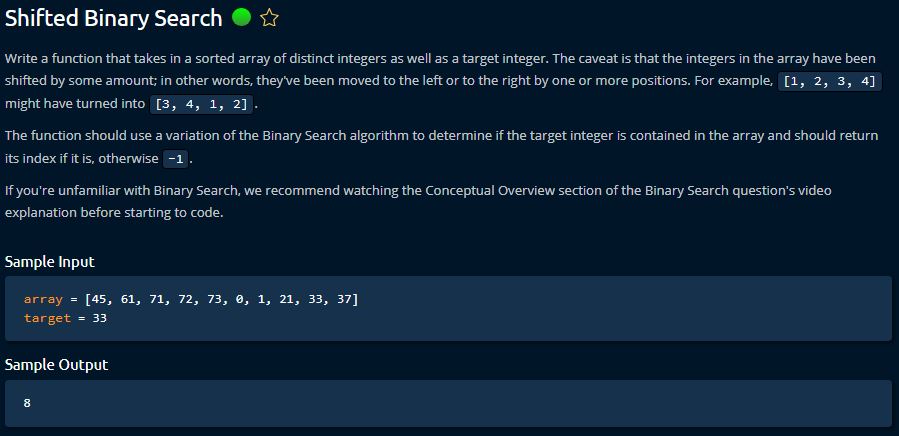 Shifted Binary Search
Write a function that takes in a sorted array of distinct integers as well as a target integer. The caveat is that the integers in the array have been
shifted by some amount; in other words, they've been moved to the left or to the right by one or more positions. For example, [1, 2, 3, 4]
might have turned into [3, 4, 1, 2] .
The function should use a variation of the Binary Search algorithm to determine if the target integer is contained in the array and should return
its index if it is, otherwise -1 .
If you're unfamiliar with Binary Search, we recommend watching the Conceptual Overview section of the Binary Search question's video
explanation before starting to code.
Sample Input
array = [45, 61, 71, 72, 73, 0, 1, 21, 33, 37]
target = 33
Sample Output
8